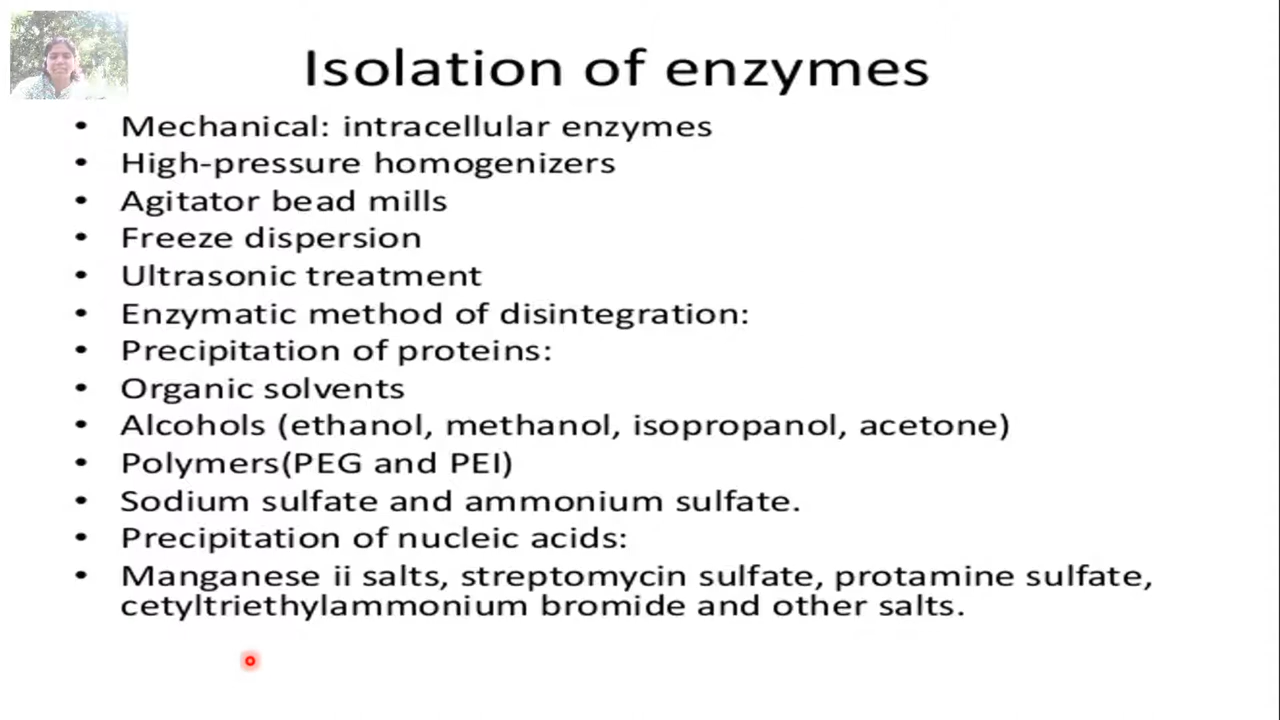 Isolation of enzymes
• Mechanical: intracellular enzymes
• High-pressure homogenizers
• Agitator bead mills
• Freeze dispersion
• Ultrasonic treatment
• Enzymatic method of disintegration:
• Precipitation of proteins:
• Organic solvents
• Alcohols (ethanol, methanol, isopropanol, acetone)
• Polymers(PEG and PEI)
• Sodium sulfate and ammonium sulfate.
• Precipitation of nucleic acids:
• Manganese ii salts, streptomycin sulfate, protamine sulfate,
cetyltriethylammonium bromide and other salts.